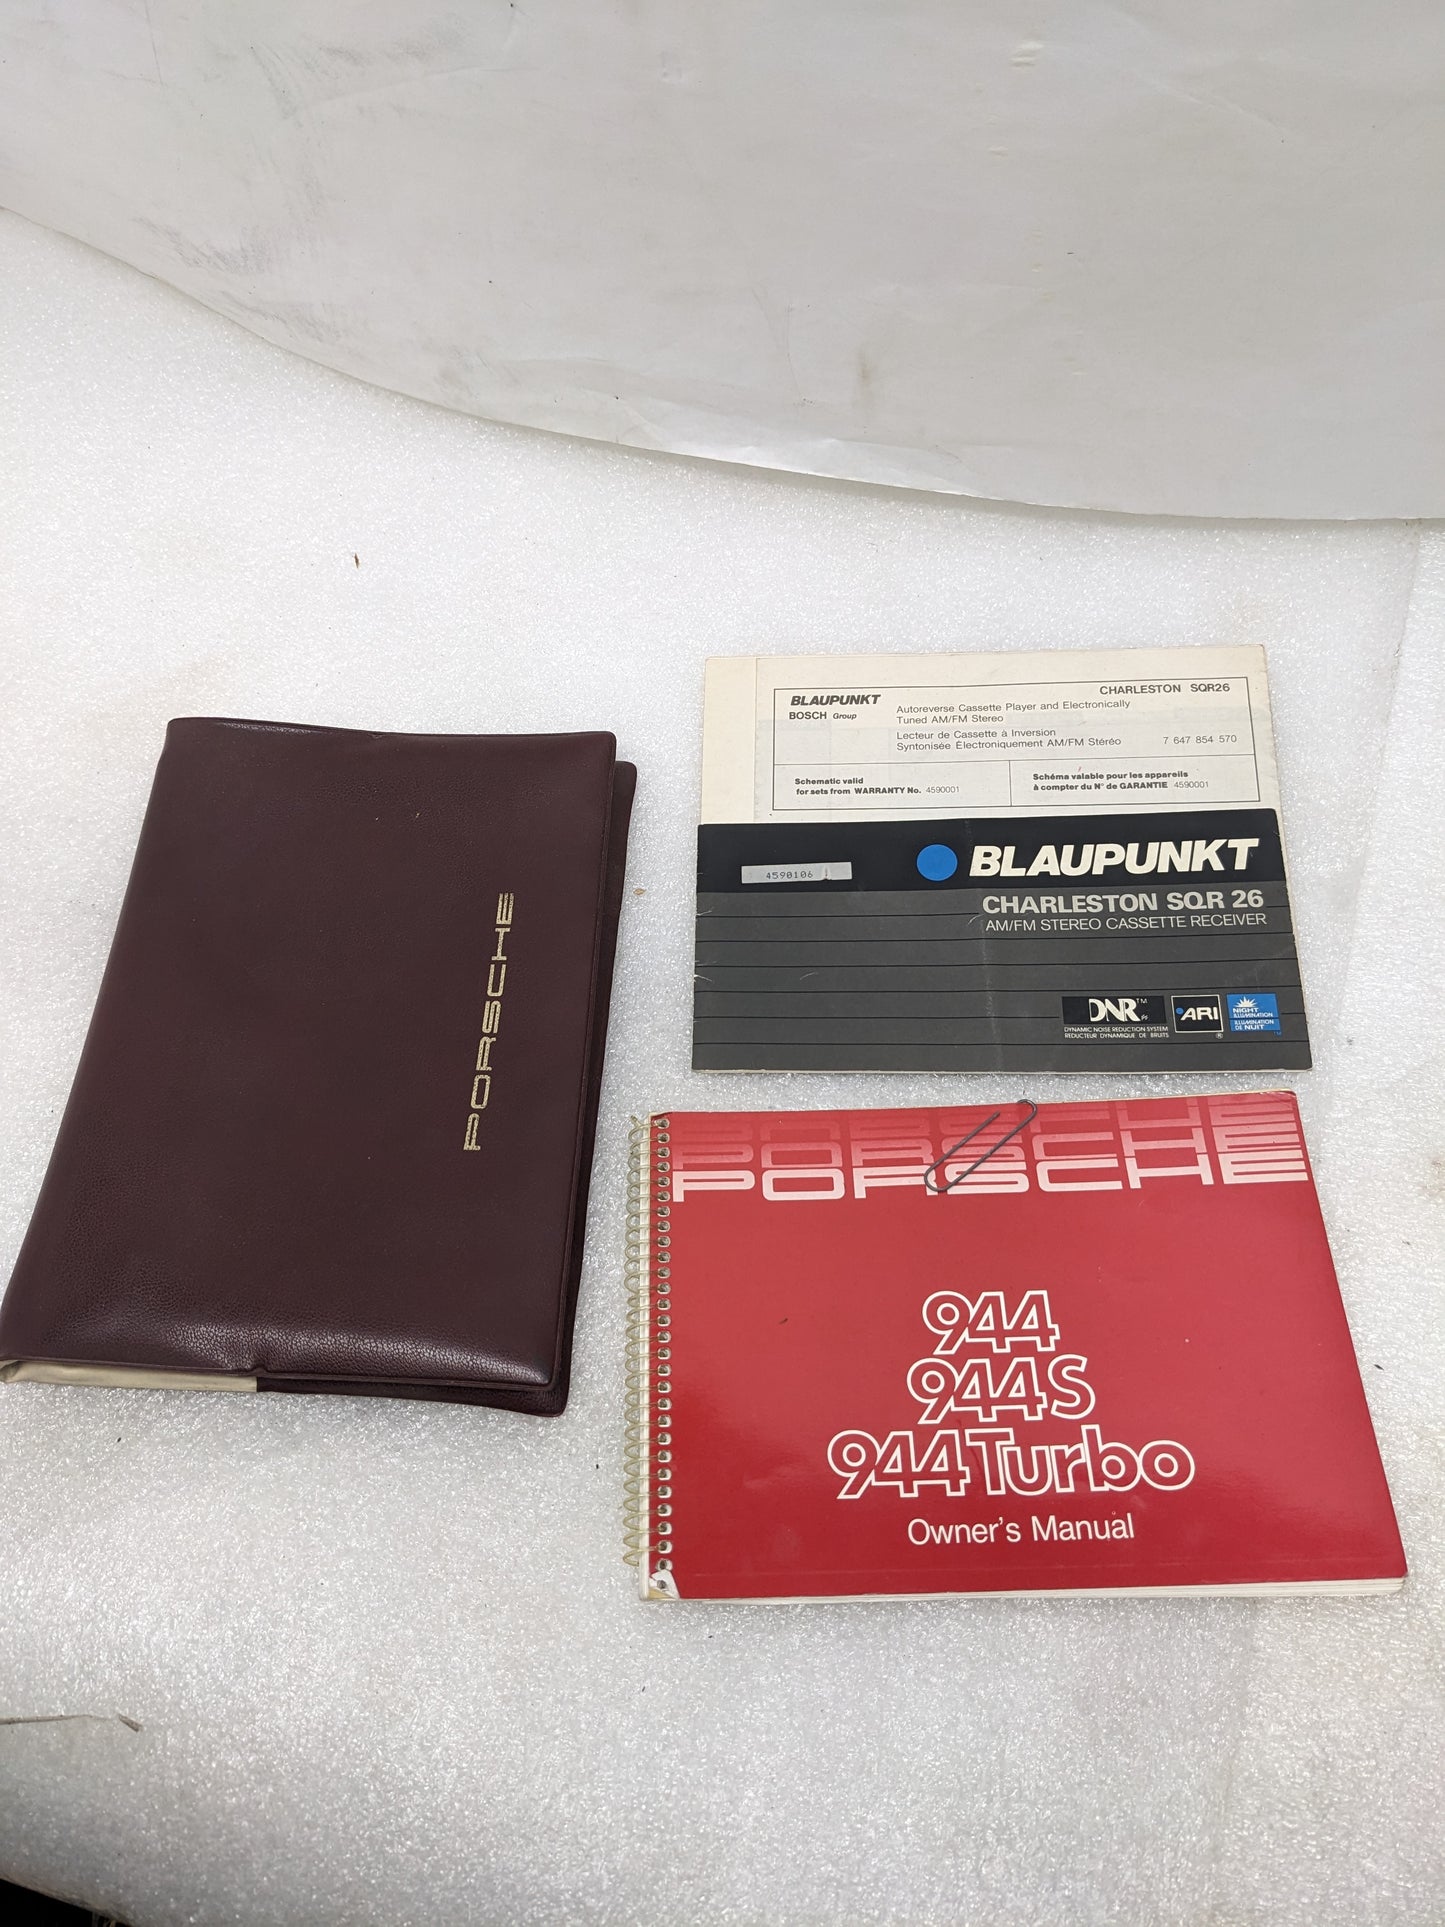 PORSCHE
BLAUPUNKT
BOSCH Group
CHARLESTON SQR26
Autoreverse Cassette Player and Electronically
Tuned AM/FM Stereo
Lecteur de Cassette à Inversion
Syntonisée Électroniquement AM/FM Stéréo
7 647 854 570
Schematic valid
for sets from WARRANTY No. 4590001
Schéma valable pour les appareils
à compter du N° de GARANTIE 4590001
4590106
BLAUPUNKT
CHARLESTON SQR 26
AM/FM STEREO CASSETTE RECEIVER
DNR™
DYNAMIC NOISE REDUCTION SYSTEM
REDUCTEUR DYNAMIQUE DE BRUITS
ARI
®
NIGHT
ILLUMINATION
ILLUMINATION
DE NUIT
™
PORSCHE
PORSCHE
PORSCHE
944
944S
944Turbo
Owner's Manual